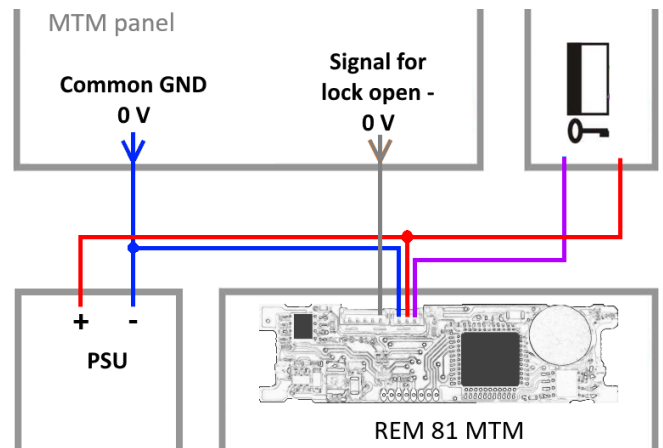 MTM panel
Common GND
0 V
Signal for
lock open -
0 V
+ -
PSU
REM 81 MTM